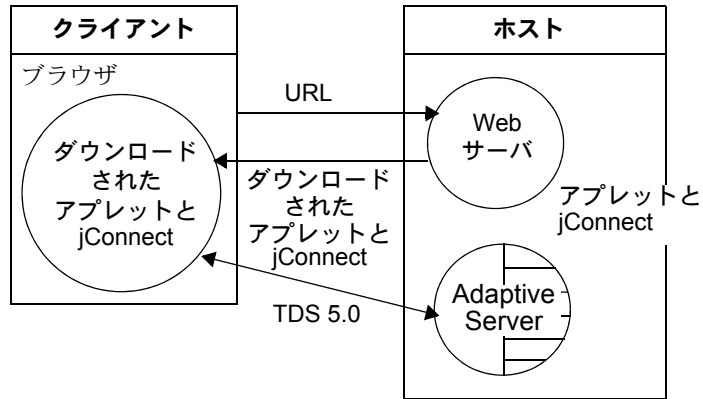 クライアント
ホスト
ブラウザ
URL
Web
サーバ
ダウンロード
された
アプレットと
jConnect
ダウンロード
された
アプレットと
jConnect
アプレットと
jConnect
TDS 5.0
Adaptive
Server